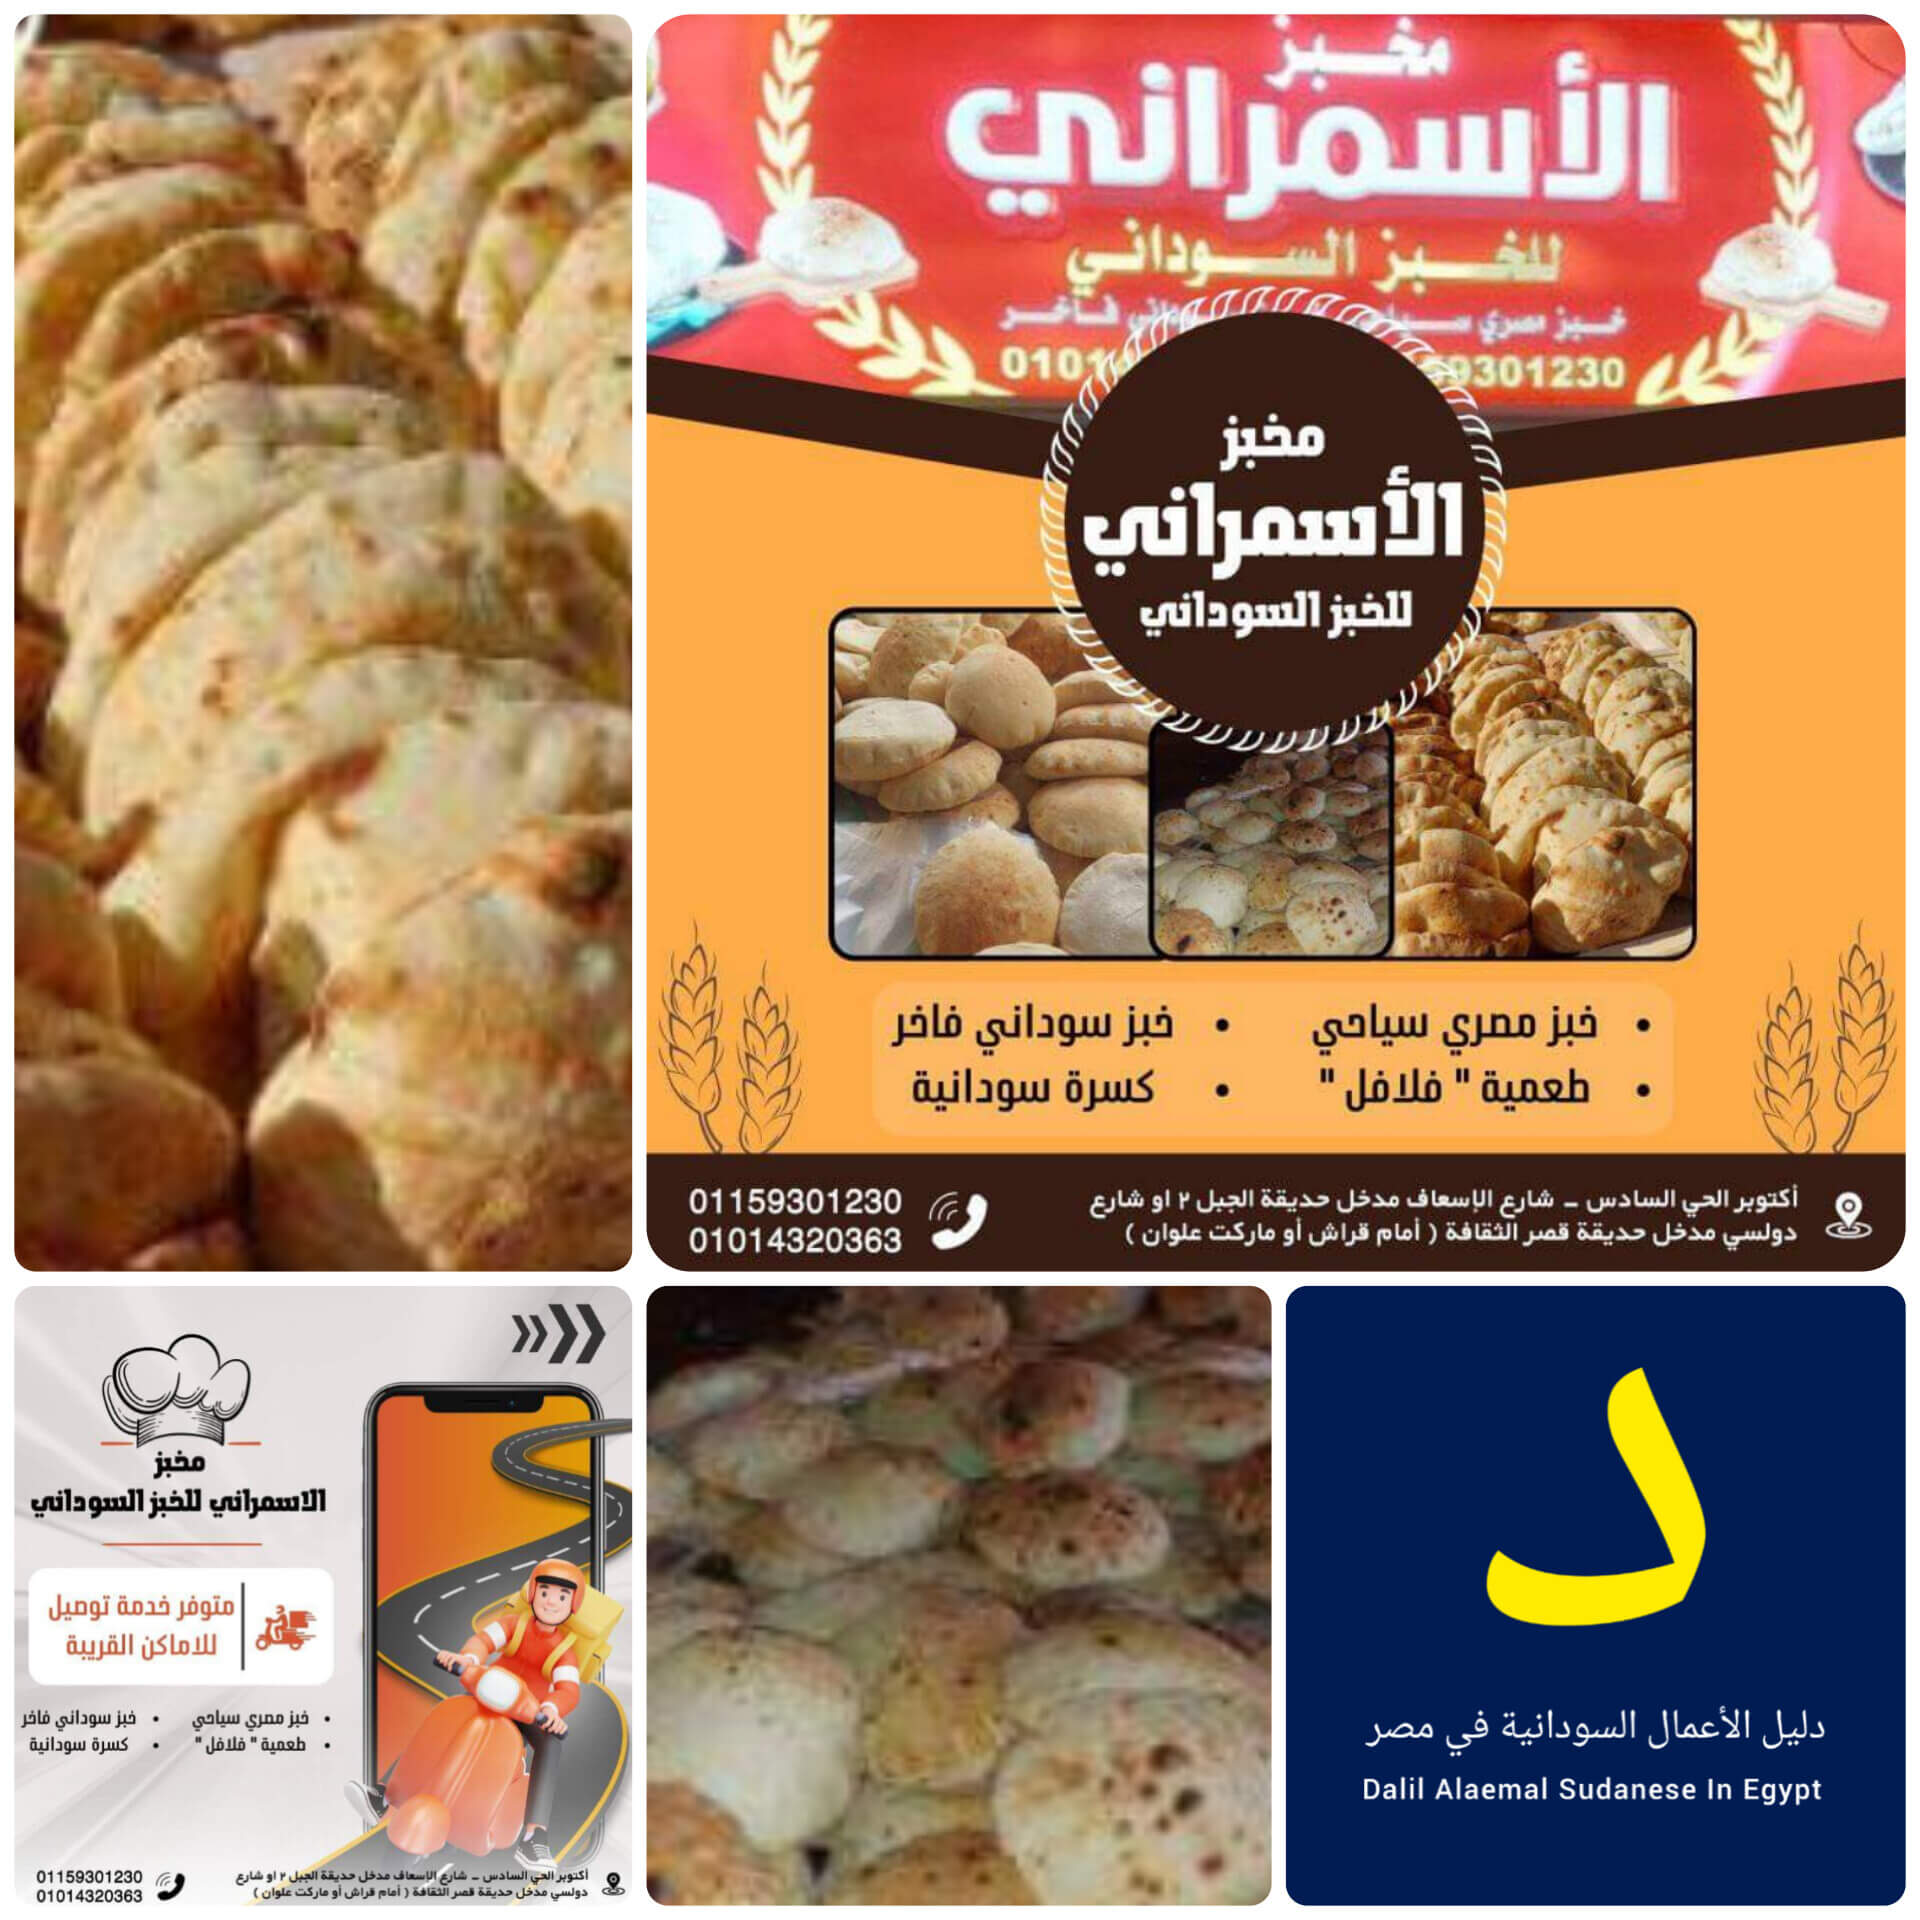 مخبز
الأسمراني
للخبز السوداني
خبز مصري
فاخر
9301230
مخبز
الأسمراني
للخبز السوداني
خبز مصري سياحي
خبز سوداني فاخر
طعمية " فلافل "
كسرة سودانية
أكتوبر الحي السادس _ شارع الإسعاف مدخل حديقة الجبل ٢ او شارع
دولسي مدخل حديقة قصر الثقافة ( أمام قراش أو ماركت علوان )
01159301230
01014320363
مخبز
الاسمراني للخبز السوداني
متوفر خدمة توصيل
للاماكن القريبة
خبز مصري سياحي
خبز سوداني فاخر
طعمية " فلافل "
كسرة سودانية
أكتوبر الحي السادس _ شارع الإسعاف مدخل حديقة الجبل ٢ او شارع
دولسي مدخل حديقة قصر الثقافة ( أمام قراش أو ماركت علوان )
01159301230
01014320363
د
دليل الأعمال السودانية في مصر
Dalil Alaemal Sudanese In Egypt